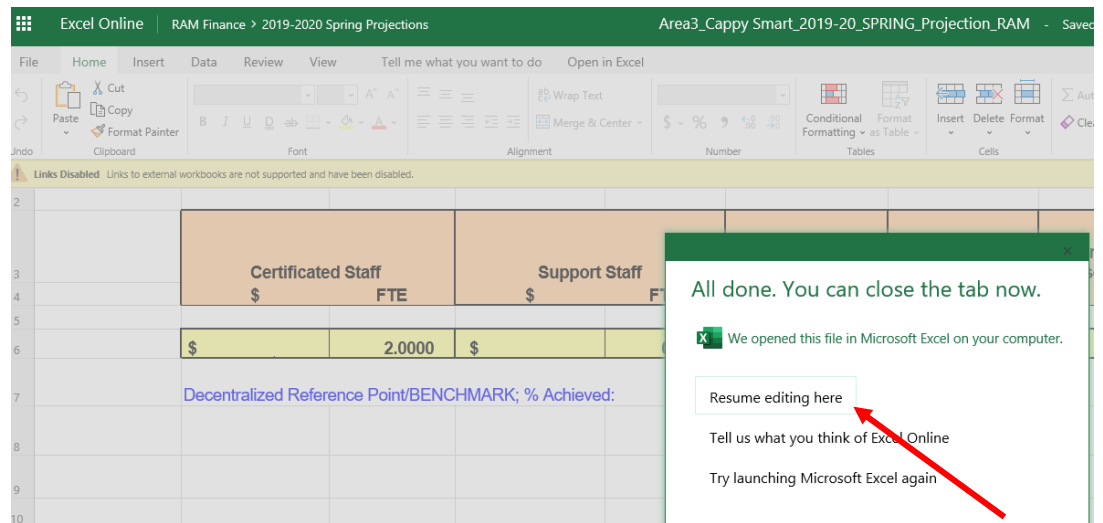 Excel Online RAM Finance > 2019-2020 Spring Projections Area3_Cappy Smart_2019-20_SPRING_Projection_RAM - Saved
File Home Insert Data Review View Tell me what you want to do Open in Excel
Cut
Copy
Paste
Format Painter
B I U D ab A A A
Wrap Text
Merge & Center
$ % 9
Conditional Formatting
Format as Table
Insert Delete Format
Σ Aut
Clea
Undo Clipboard Font Alignment Number Tables Cells
Links Disabled Links to external workbooks are not supported and have been disabled.
2
3 Certificated Staff Support Staff
4 $ FTE $ FT
5
6 $ 2.0000 $
7 Decentralized Reference Point/BENCHMARK; % Achieved:
8
9
10
×
All done. You can close the tab now.
We opened this file in Microsoft Excel on your computer.
Resume editing here
Tell us what you think of Excel Online
Try launching Microsoft Excel again